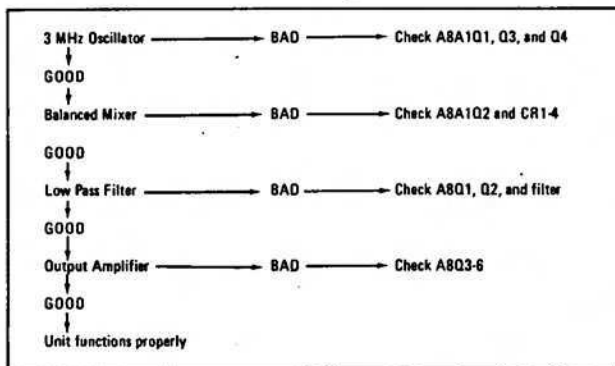 3 MHz Oscillator BAD Check A8A1Q1, Q3, and Q4
GOOD
Balanced Mixer BAD Check A8A1Q2 and CR1-4
GOOD
Low Pass Filter BAD Check A8Q1, Q2, and filter
GOOD
Output Amplifier BAD Check A8Q3-6
GOOD
Unit functions properly